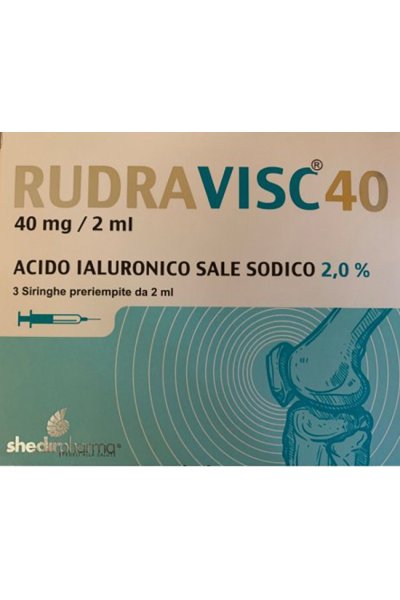 RUDRAVISC® 40
40 mg / 2 ml
ACIDO IALURONICO SALE SODICO 2,0 %
3 Siringhe preriempite da 2 ml
shedirpharma®